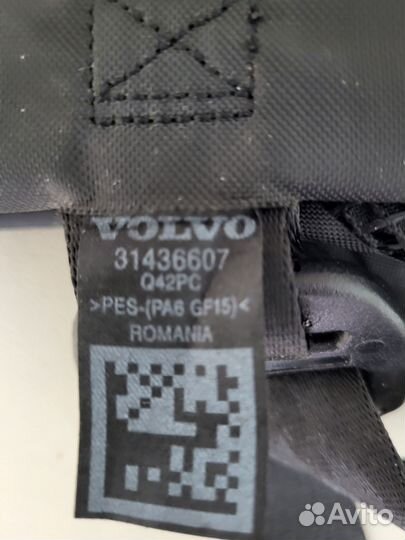 VOLVO
31436607
Q42PC
>PES-(PA6 GF15)<
ROMANIA
Avito